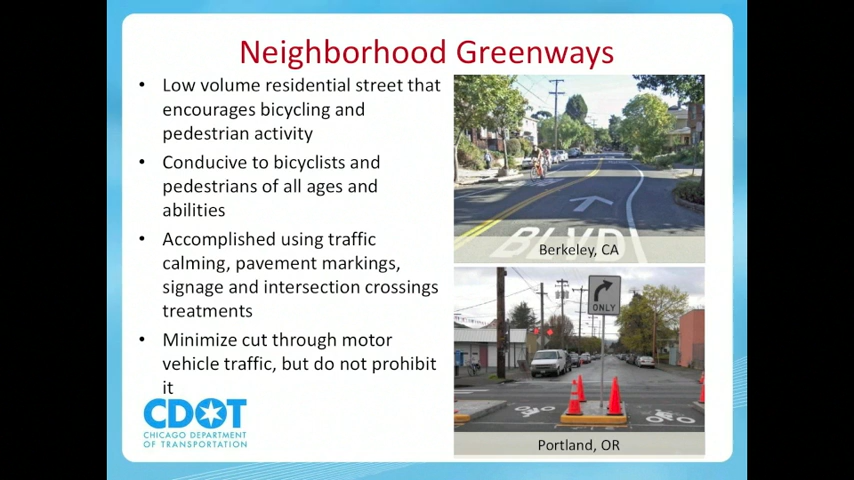 Neighborhood Greenways
• Low volume residential street that
encourages bicycling and
pedestrian activity
• Conducive to bicyclists and
pedestrians of all ages and
abilities
• Accomplished using traffic
calming, pavement markings,
signage and intersection crossings
treatments
• Minimize cut through motor
vehicle traffic, but do not prohibit
it
CDOT
CHICAGO DEPARTMENT
OF TRANSPORTATION
BLVD
Berkeley, CA
ONLY
Portland, OR